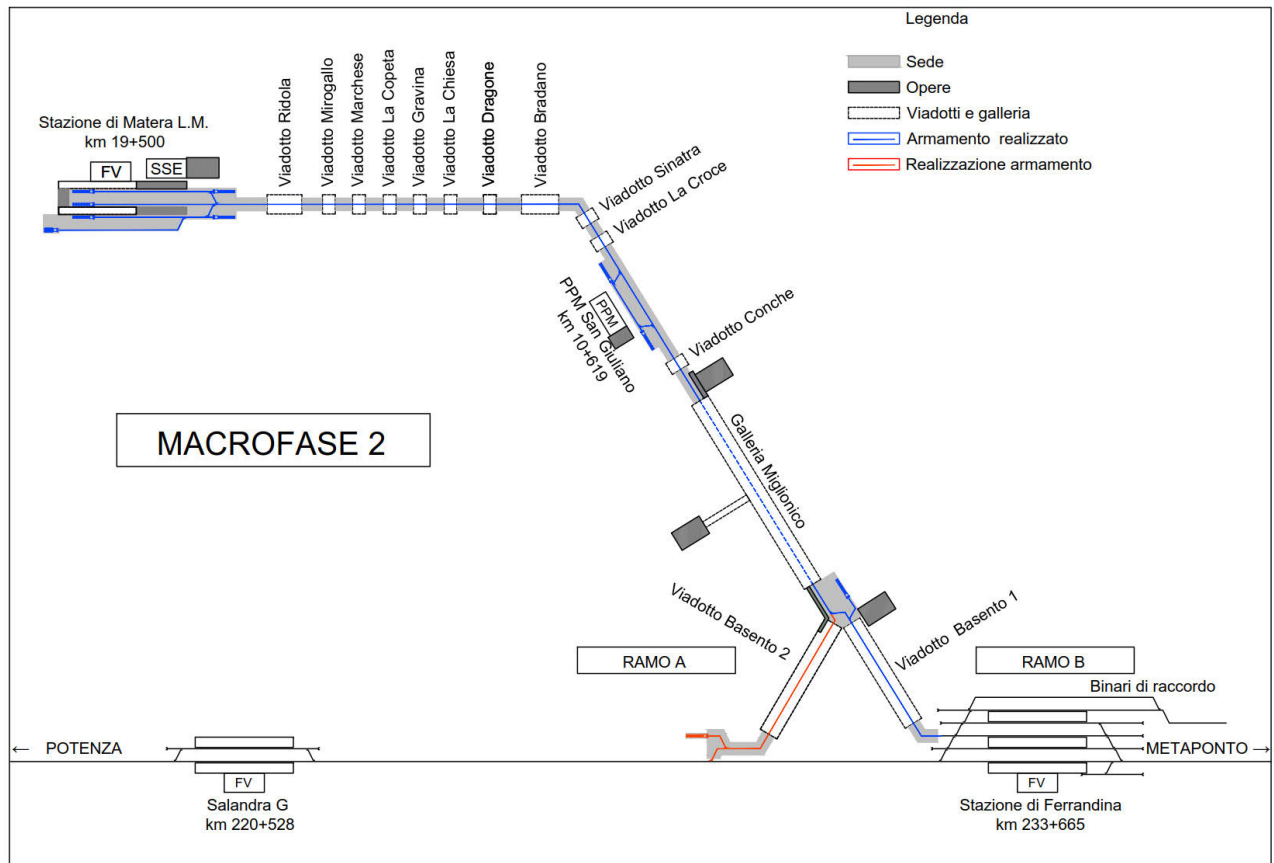 Legenda
Sede
Opere
Viadotti e galleria
Armamento realizzato
Realizzazione armamento
Stazione di Matera L.M.
km 19+500
FV
SSE
Viadotto Ridola
Viadotto Mirogallo
Viadotto Marchese
Viadotto La Copeta
Viadotto Gravina
Viadotto La Chiesa
Viadotto Dragone
Viadotto Bradano
Viadotto Sinatra
Viadotto La Croce
PPM
PPM San Giuliano
km 10+619
Viadotto Conche
MACROFASE 2
Galleria Miglionico
Viadotto Basento 2
Viadotto Basento 1
RAMO A
RAMO B
Binari di raccordo
← POTENZA
METAPONTO →
FV
Salandra G
km 220+528
FV
Stazione di Ferrandina
km 233+665